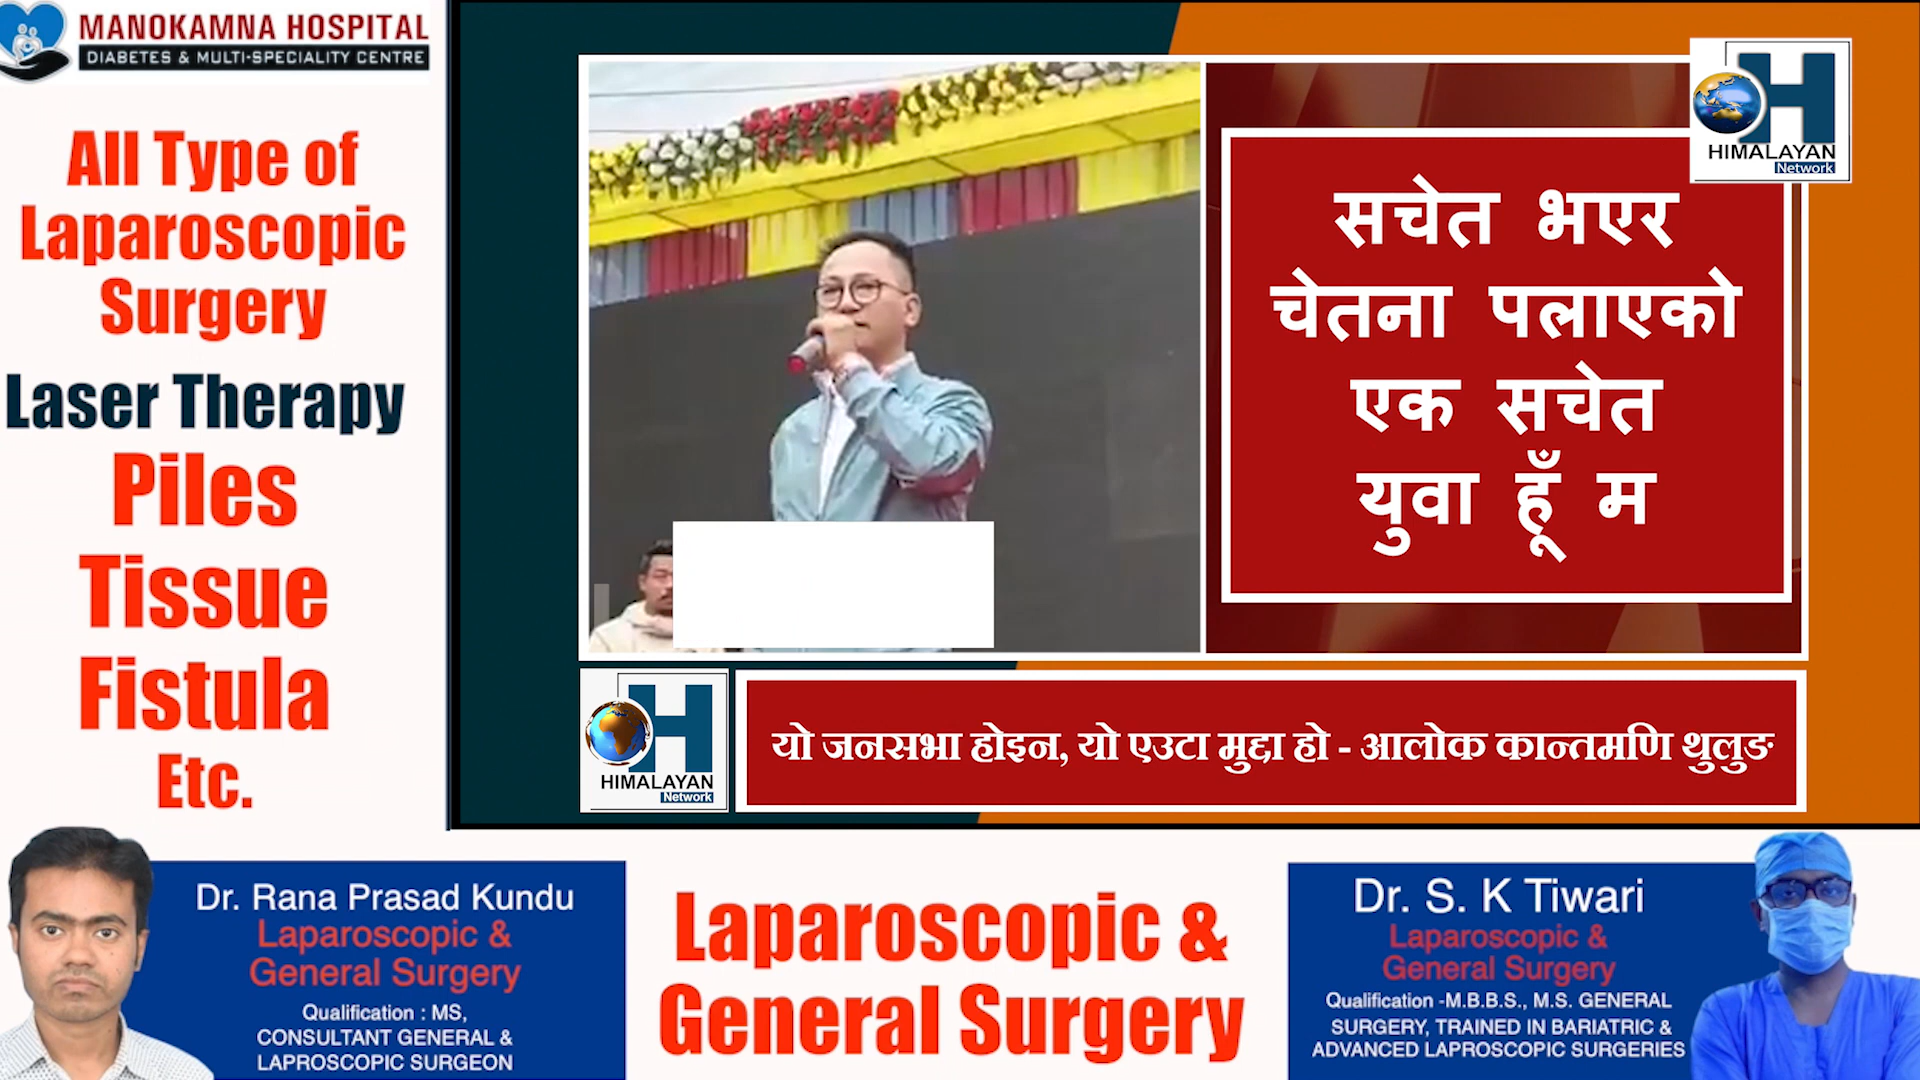 MANOKAMNA HOSPITAL
DIABETES & MULTI-SPECIALITY CENTRE
All Type of
Laparoscopic
Surgery
Laser Therapy
Piles
Tissue
Fistula
Etc.
HIMALAYAN
Network
सचेत भएर
चेतना पलाएको
एक सचेत
युवा हूँ म
HIMALAYAN
Network
यो जनसभा होइन, यो एउटा मुद्दा हो - आलोक कान्तमणि थुलुङ
Dr. Rana Prasad Kundu
Laparoscopic &
General Surgery
Qualification : MS,
CONSULTANT GENERAL &
LAPROSCOPIC SURGEON
Laparoscopic &
General Surgery
Dr. S. K Tiwari
Laparoscopic &
General Surgery
Qualification -M.B.B.S., M.S. GENERAL
SURGERY, TRAINED IN BARIATRIC &
ADVANCED LAPROSCOPIC SURGERIES